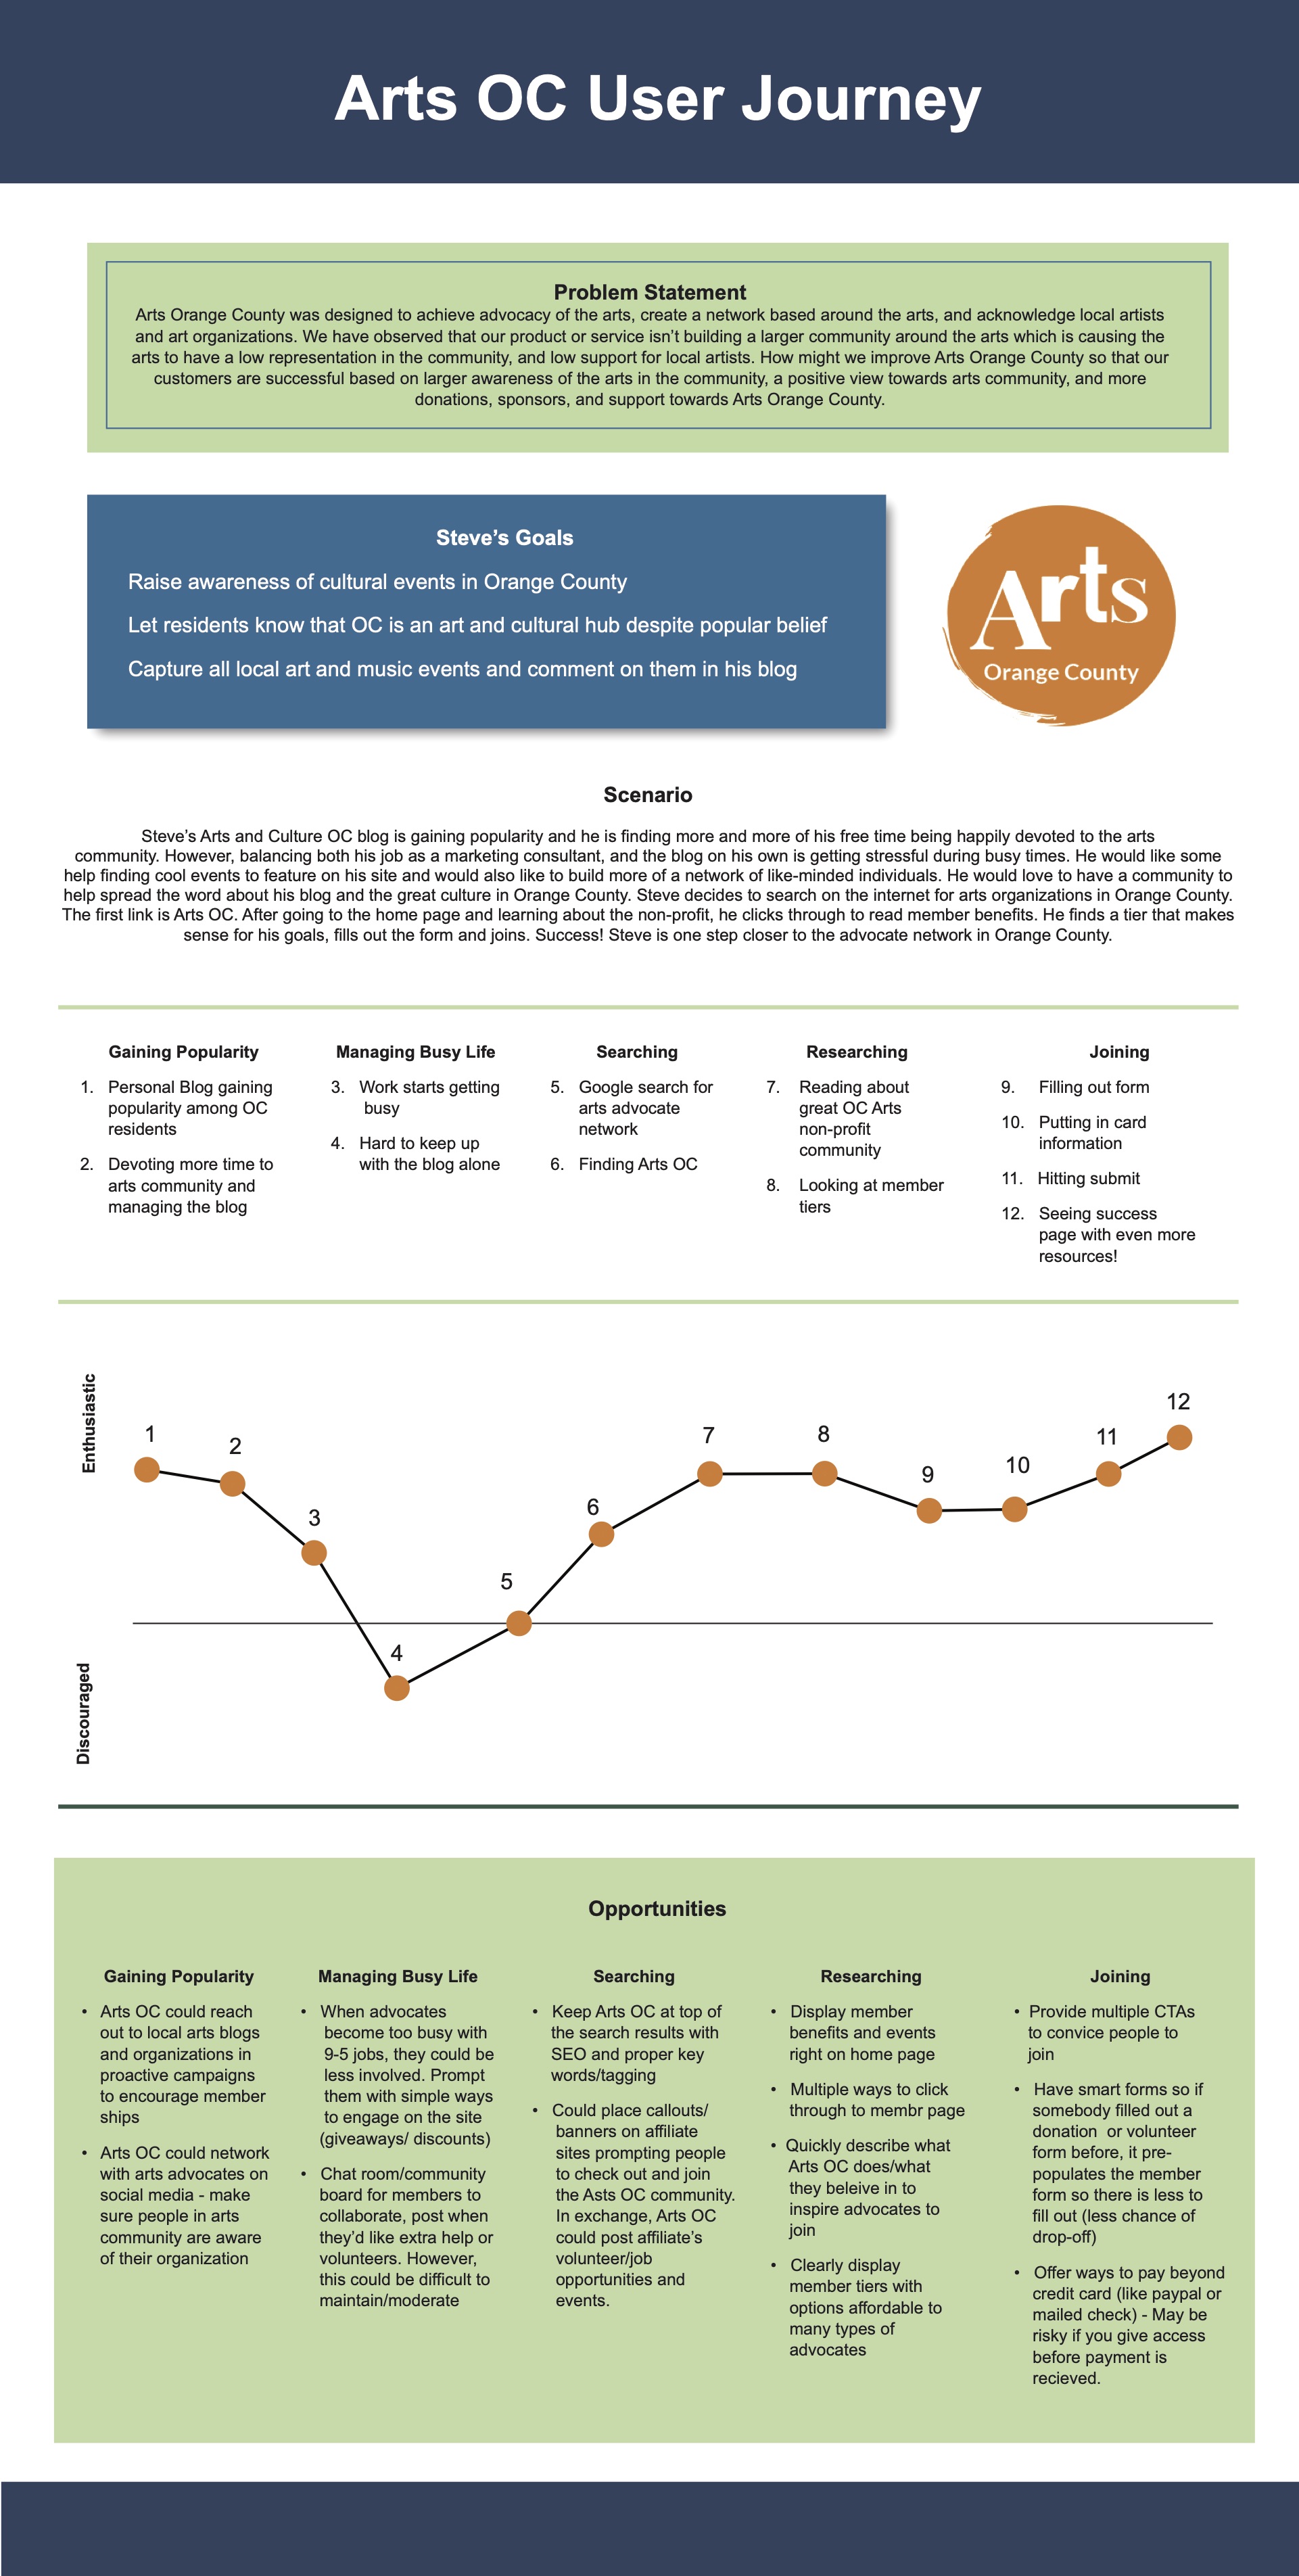 Arts OC User Journey
Problem Statement
Arts Orange County was designed to achieve advocacy of the arts, create a network based around the arts, and acknowledge local artists
and art organizations. We have observed that our product or service isn’t building a larger community around the arts which is causing the
arts to have a low representation in the community, and low support for local artists. How might we improve Arts Orange County so that our
customers are successful based on larger awareness of the arts in the community, a positive view towards arts community, and more
donations, sponsors, and support towards Arts Orange County.
Steve’s Goals
Raise awareness of cultural events in Orange County
Let residents know that OC is an art and cultural hub despite popular belief
Capture all local art and music events and comment on them in his blog
Arts
Orange County
Scenario
Steve’s Arts and Culture OC blog is gaining popularity and he is finding more and more of his free time being happily devoted to the arts
community. However, balancing both his job as a marketing consultant, and the blog on his own is getting stressful during busy times. He would like some
help finding cool events to feature on his site and would also like to build more of a network of like-minded individuals. He would love to have a community to
help spread the word about his blog and the great culture in Orange County. Steve decides to search on the internet for arts organizations in Orange County.
The first link is Arts OC. After going to the home page and learning about the non-profit, he clicks through to read member benefits. He finds a tier that makes
sense for his goals, fills out the form and joins. Success! Steve is one step closer to the advocate network in Orange County.
Gaining Popularity
1. Personal Blog gaining
popularity among OC
residents
2. Devoting more time to
arts community and
managing the blog
Managing Busy Life
3. Work starts getting
busy
4. Hard to keep up
with the blog alone
Searching
5. Google search for
arts advocate
network
6. Finding Arts OC
Researching
7. Reading about
great OC Arts
non-profit
community
8. Looking at member
tiers
Joining
9. Filling out form
10. Putting in card
information
11. Hitting submit
12. Seeing success
page with even more
resources!
Enthusiastic
Discouraged
1
2
3
4
5
6
7
8
9
10
11
12
Opportunities
Gaining Popularity
• Arts OC could reach
out to local arts blogs
and organizations in
proactive campaigns
to encourage member
ships
• Arts OC could network
with arts advocates on
social media - make
sure people in arts
community are aware
of their organization
Managing Busy Life
• When advocates
become too busy with
9-5 jobs, they could be
less involved. Prompt
them with simple ways
to engage on the site
(giveaways/ discounts)
• Chat room/community
board for members to
collaborate, post when
they’d like extra help or
volunteers. However,
this could be difficult to
maintain/moderate
Searching
• Keep Arts OC at top of
the search results with
SEO and proper key
words/tagging
• Could place callouts/
banners on affiliate
sites prompting people
to check out and join
the Asts OC community.
In exchange, Arts OC
could post affiliate’s
volunteer/job
opportunities and
events.
Researching
• Display member
benefits and events
right on home page
• Multiple ways to click
through to membr page
• Quickly describe what
Arts OC does/what
they beleive in to
inspire advocates to
join
• Clearly display
member tiers with
options affordable to
many types of
advocates
Joining
• Provide multiple CTAs
to convice people to
join
• Have smart forms so if
somebody filled out a
donation or volunteer
form before, it pre-
populates the member
form so there is less to
fill out (less chance of
drop-off)
• Offer ways to pay beyond
credit card (like paypal or
mailed check) - May be
risky if you give access
before payment is
recieved.